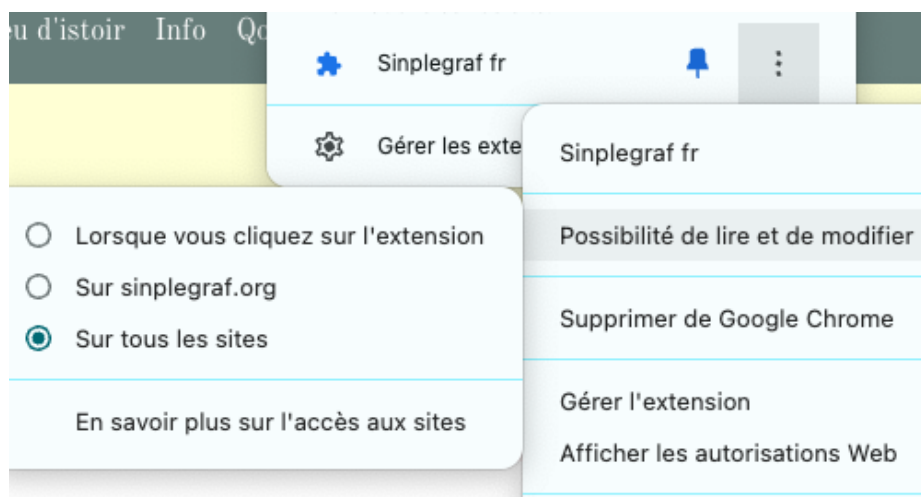 eu d'istoir Info
Sinplegraf fr
Gérer les exte
Sinplegraf fr
Possibilité de lire et de modifier
Supprimer de Google Chrome
Gérer l'extension
Afficher les autorisations Web
Lorsque vous cliquez sur l'extension
Sur sinplegraf.org
Sur tous les sites
En savoir plus sur l'accès aux sites